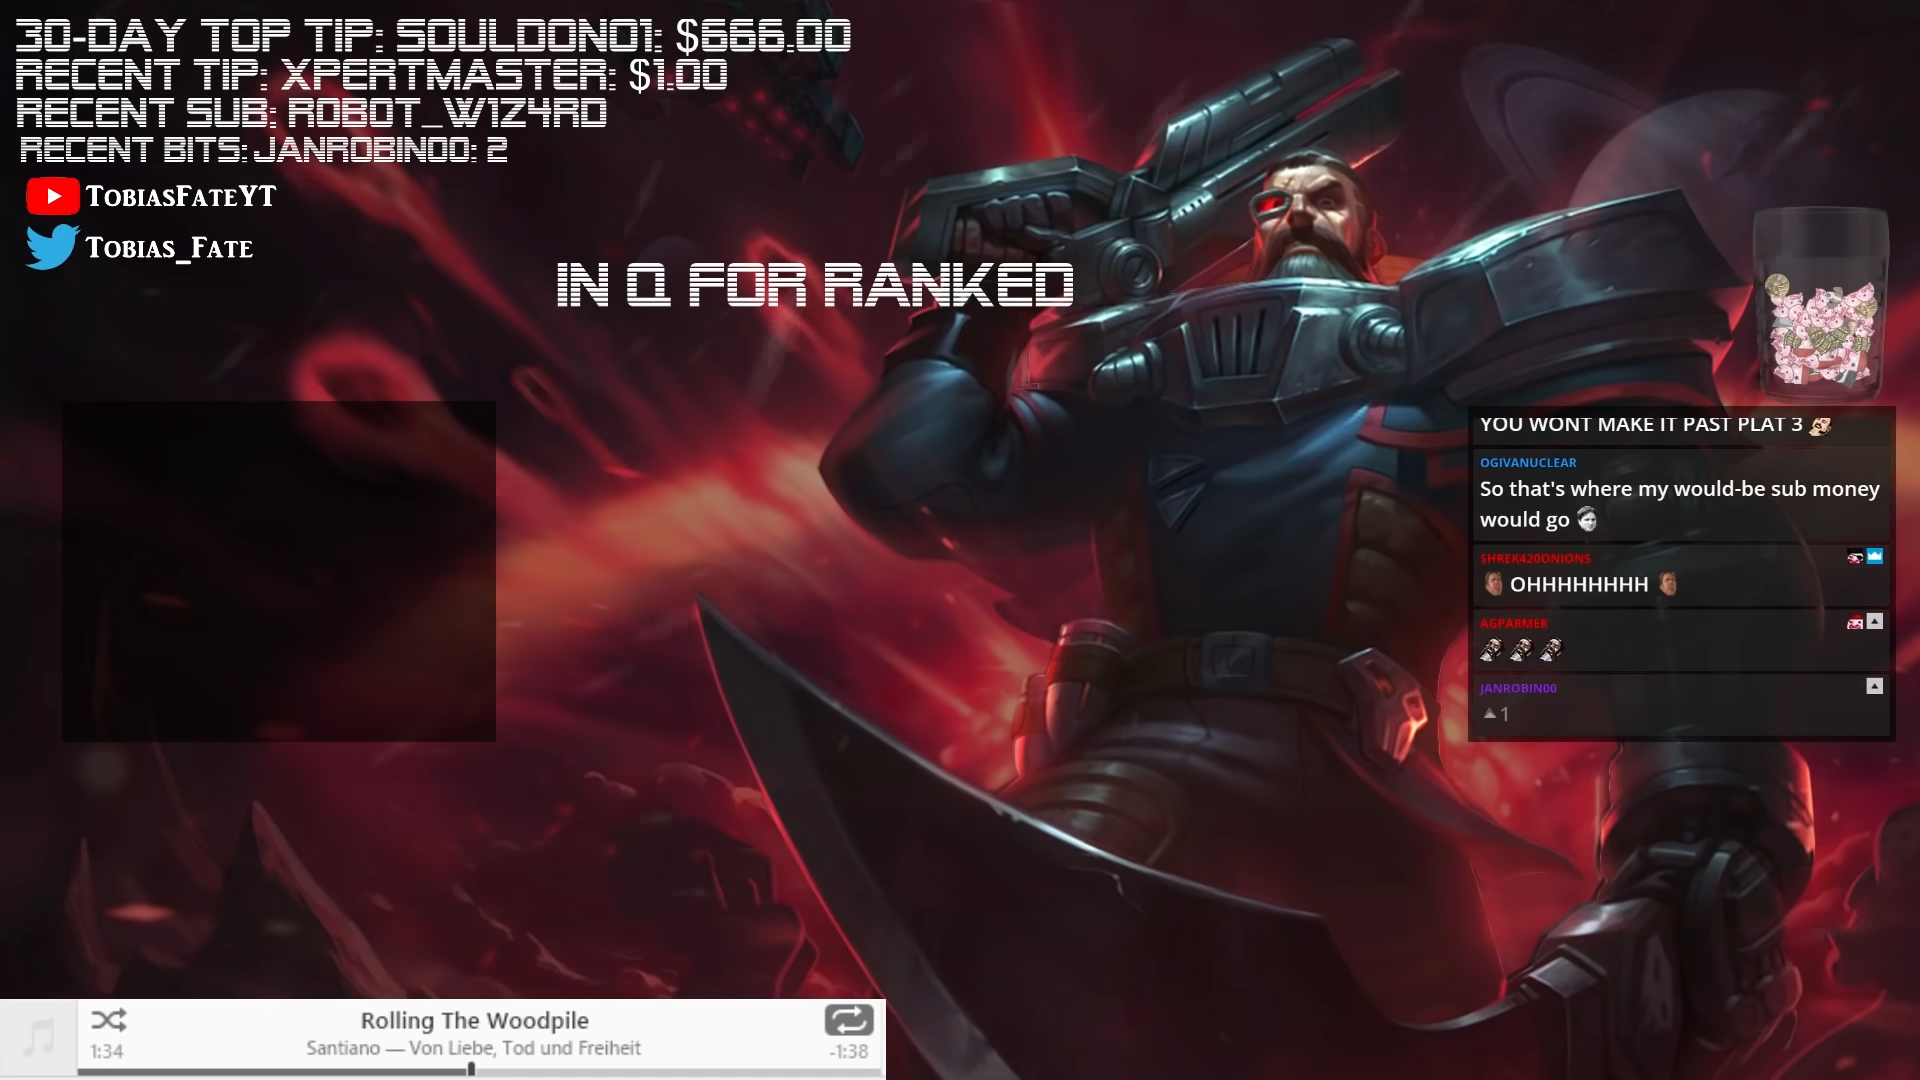 30-DAY TOP TIP: SOULDONO1: $666.00
RECENT TIP: XPERTMASTER: $1.00
RECENT SUB: ROBOT_W1Z4RD
RECENT BITS: JANROBIN00: 2
TOBIASFATEYT
TOBIAS_FATE
IN Q FOR RANKED
YOU WONT MAKE IT PAST PLAT 3
OGIVANUCLEAR
So that's where my would-be sub money
would go
SHREK420ONIONS
OHHHHHHHH
AGPARMER
JANROBIN00
1
Rolling The Woodpile
1:34
Santiano — Von Liebe, Tod und Freiheit
-1:38